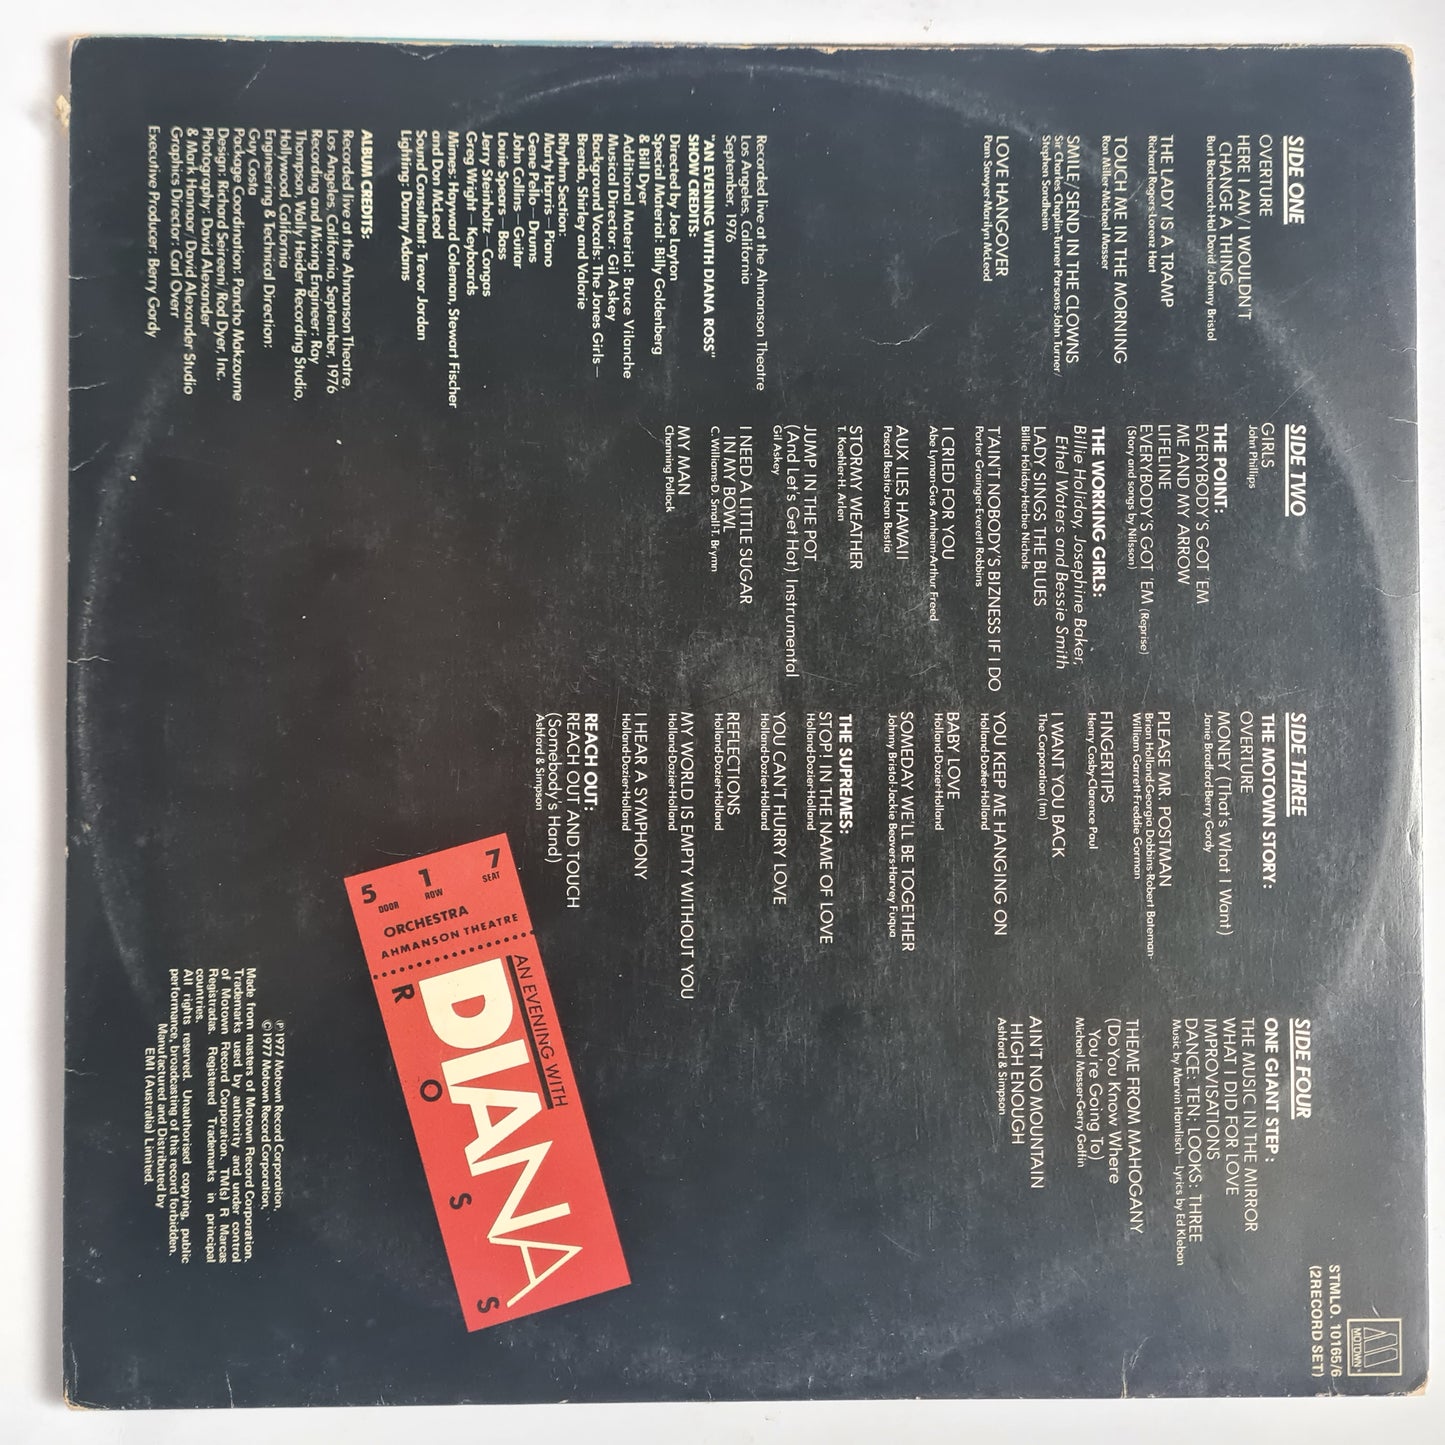 MOTOWN
STMLO. 10165/6
(2RECORD SET)
SIDE ONE
OVERTURE
HERE I AM/I WOULDN'T
CHANGE A THING
Burt Bacharach-Hal David/Johnny Bristol
THE LADY IS A TRAMP
Richard Rogers-Lorenz Hart
TOUCH ME IN THE MORNING
Ron Miller-Michael Masser
SMILE/SEND IN THE CLOWNS
Sir Charles Chaplin-Turner Parsons-John Turner/
Stephen Sondheim
LOVE HANGOVER
Pam Sawyer-Marilyn McLeod
Recorded live at the Ahmanson Theatre
Los Angeles, California
September, 1976
"AN EVENING WITH DIANA ROSS"
SHOW CREDITS:
Directed by Joe Layton
Special Material: Billy Goldenberg
& Bill Dyer
Additional Material: Bruce Vilanche
Musical Director: Gil Askey
Background Vocals: The Jones Girls—
Brenda, Shirley and Valorie
Rhythm Section:
Marty Harris—Piano
Gene Pello—Drums
John Collins—Guitar
Louie Spears—Bass
Jerry Steinholtz—Congas
Greg Wright—Keyboards
Mimes: Hayward Coleman, Stewart Fischer
and Don McLeod
Sound Consultant: Trevor Jordan
Lighting: Danny Adams
ALBUM CREDITS:
Recorded live at the Ahmanson Theatre,
Los Angeles, California, September, 1976
Recording and Mixing Engineer: Ray
Thompson, Wally Heider Recording Studio,
Hollywood, California
Engineering & Technical Direction:
Guy Costa
Package Coordination: Pancho Makzoume
Design: Richard Serireeni, Rod Dyer, Inc.
Photography: David Alexander
& Mark Hannor, David Alexander Studio
Graphics Director: Carl Overr
Executive Producer: Berry Gordy
SIDE TWO
GIRLS
John Phillips
THE POINT:
EVERYBODY'S GOT 'EM
ME AND MY ARROW
LIFELINE
EVERYBODY'S GOT 'EM (Reprise)
(Story and songs by Nilsson)
THE WORKING GIRLS:
Billie Holiday, Josephine Baker,
Ethel Waters and Bessie Smith
LADY SINGS THE BLUES
Billie Holiday-Herbie Nichols
T'AIN'T NOBODY'S BIZNESS IF I DO
Porter Grainger-Everett Robbins
I CRIED FOR YOU
Abe Lyman-Gus Arnheim-Arthur Freed
AUX ILES HAWAII
Pascal Bastia-Jean Bastia
STORMY WEATHER
T. Koehler-H. Arlen
JUMP IN THE POT
(And Let's Get Hot) Instrumental
Gil Askey
I NEED A LITTLE SUGAR
IN MY BOWL
C. Williams-D. Small-T. Brymn
MY MAN
Channing Pollock
SIDE THREE
THE MOTOWN STORY:
OVERTURE
MONEY (That's What I Want)
Janie Bradford-Berry Gordy
PLEASE MR. POSTMAN
Brian Holland-Georgia Dobbins-Robert Bateman-
William Garrett-Freddie Gorman
FINGERTIPS
Henry Cosby-Clarence Paul
I WANT YOU BACK
The Corporation (tm)
YOU KEEP ME HANGING ON
Holland-Dozier-Holland
BABY LOVE
Holland-Dozier-Holland
SOMEDAY WE'LL BE TOGETHER
Johnny Bristol-Jackie Beavers-Harvey Fuqua
THE SUPREMES:
STOP! IN THE NAME OF LOVE
Holland-Dozier-Holland
YOU CAN'T HURRY LOVE
Holland-Dozier-Holland
REFLECTIONS
Holland-Dozier-Holland
MY WORLD IS EMPTY WITHOUT YOU
Holland-Dozier-Holland
I HEAR A SYMPHONY
Holland-Dozier-Holland
REACH OUT:
REACH OUT AND TOUCH
(Somebody's Hand)
Ashford & Simpson
SIDE FOUR
ONE GIANT STEP:
THE MUSIC IN THE MIRROR
WHAT I DID FOR LOVE
IMPROVISATIONS
DANCE: TEN; LOOKS: THREE
Music by Marvin Hamlisch—Lyrics by Ed Kleban
THEME FROM MAHOGANY
(Do You Know Where
You're Going To)
Michael Masser-Gerry Goffin
AIN'T NO MOUNTAIN
HIGH ENOUGH
Ashford & Simpson
7 SEAT
1 ROW
5 DOOR
ORCHESTRA
AHMANSON THEATRE
AN EVENING WITH
DIANA
ROSS
℗1977 Motown Record Corporation,
©1977 Motown Record Corporation,
Made from masters of Motown Record Corporation.
Trademarks used by authority and under control
of Motown Record Corporation. TM(s) R Marcas
Registradas. Registered Trademarks in principal
countries.
All rights reserved. Unauthorised copying, public
performance, broadcasting of this record forbidden.
Manufactured and Distributed by
EMI (Australia) Limited.